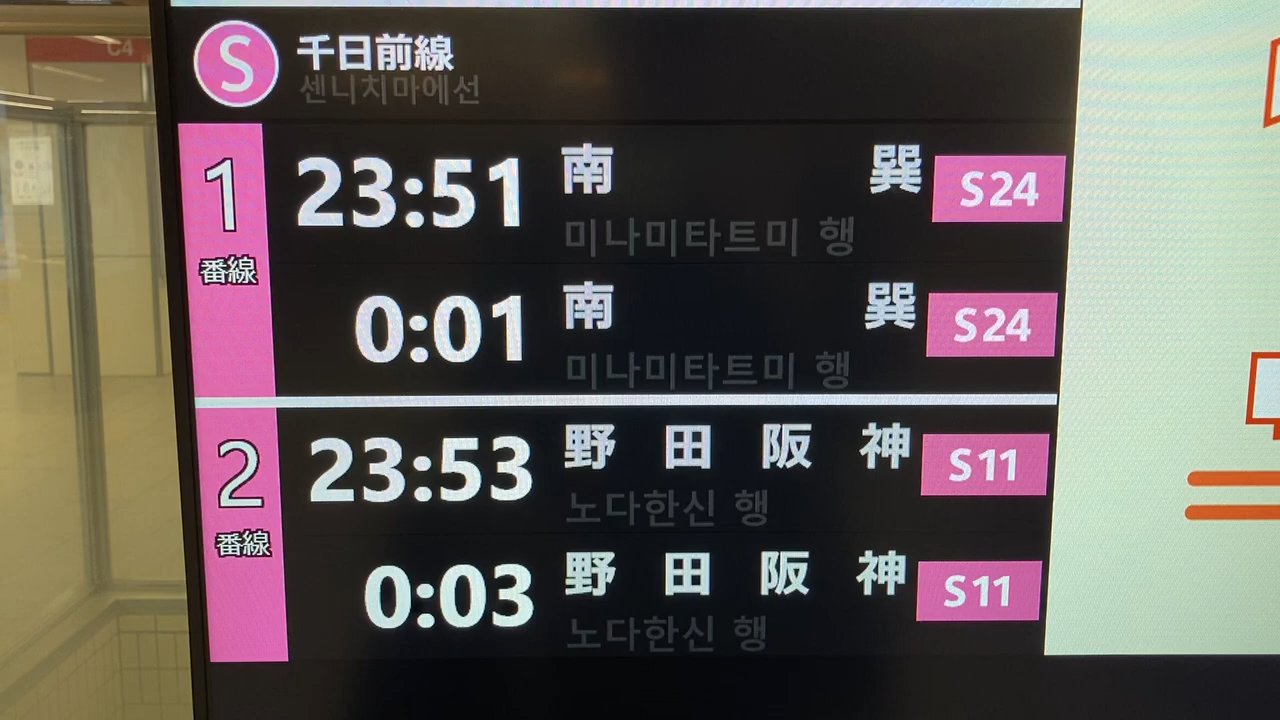 C4
S 千日前線
센니치마에선
1 番線
23:51 南巽 S24
미나미타트미 행
0:01 南巽 S24
미나미타트미 행
2 番線
23:53 野田阪神 S11
노다한신 행
0:03 野田阪神 S11
노다한신 행